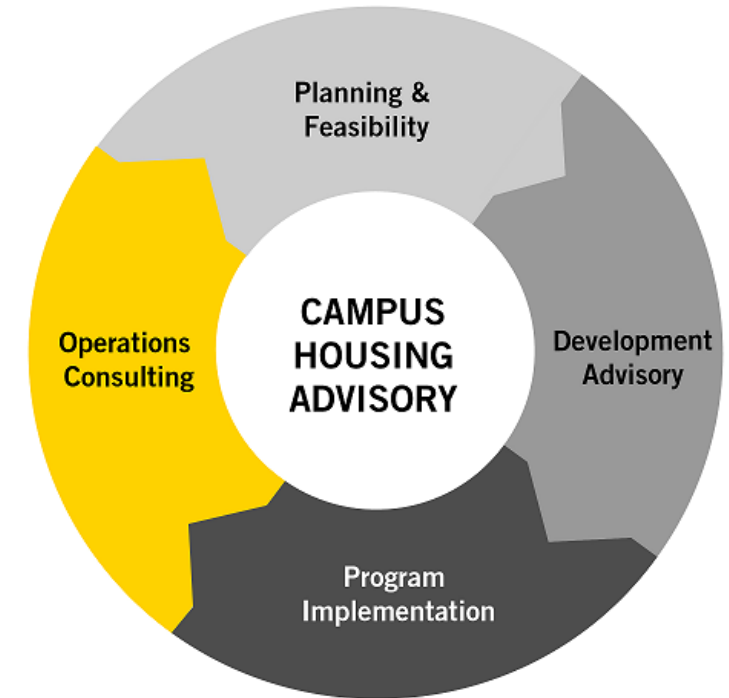 Planning &
Feasibility
Development
Advisory
Program
Implementation
Operations
Consulting
CAMPUS
HOUSING
ADVISORY